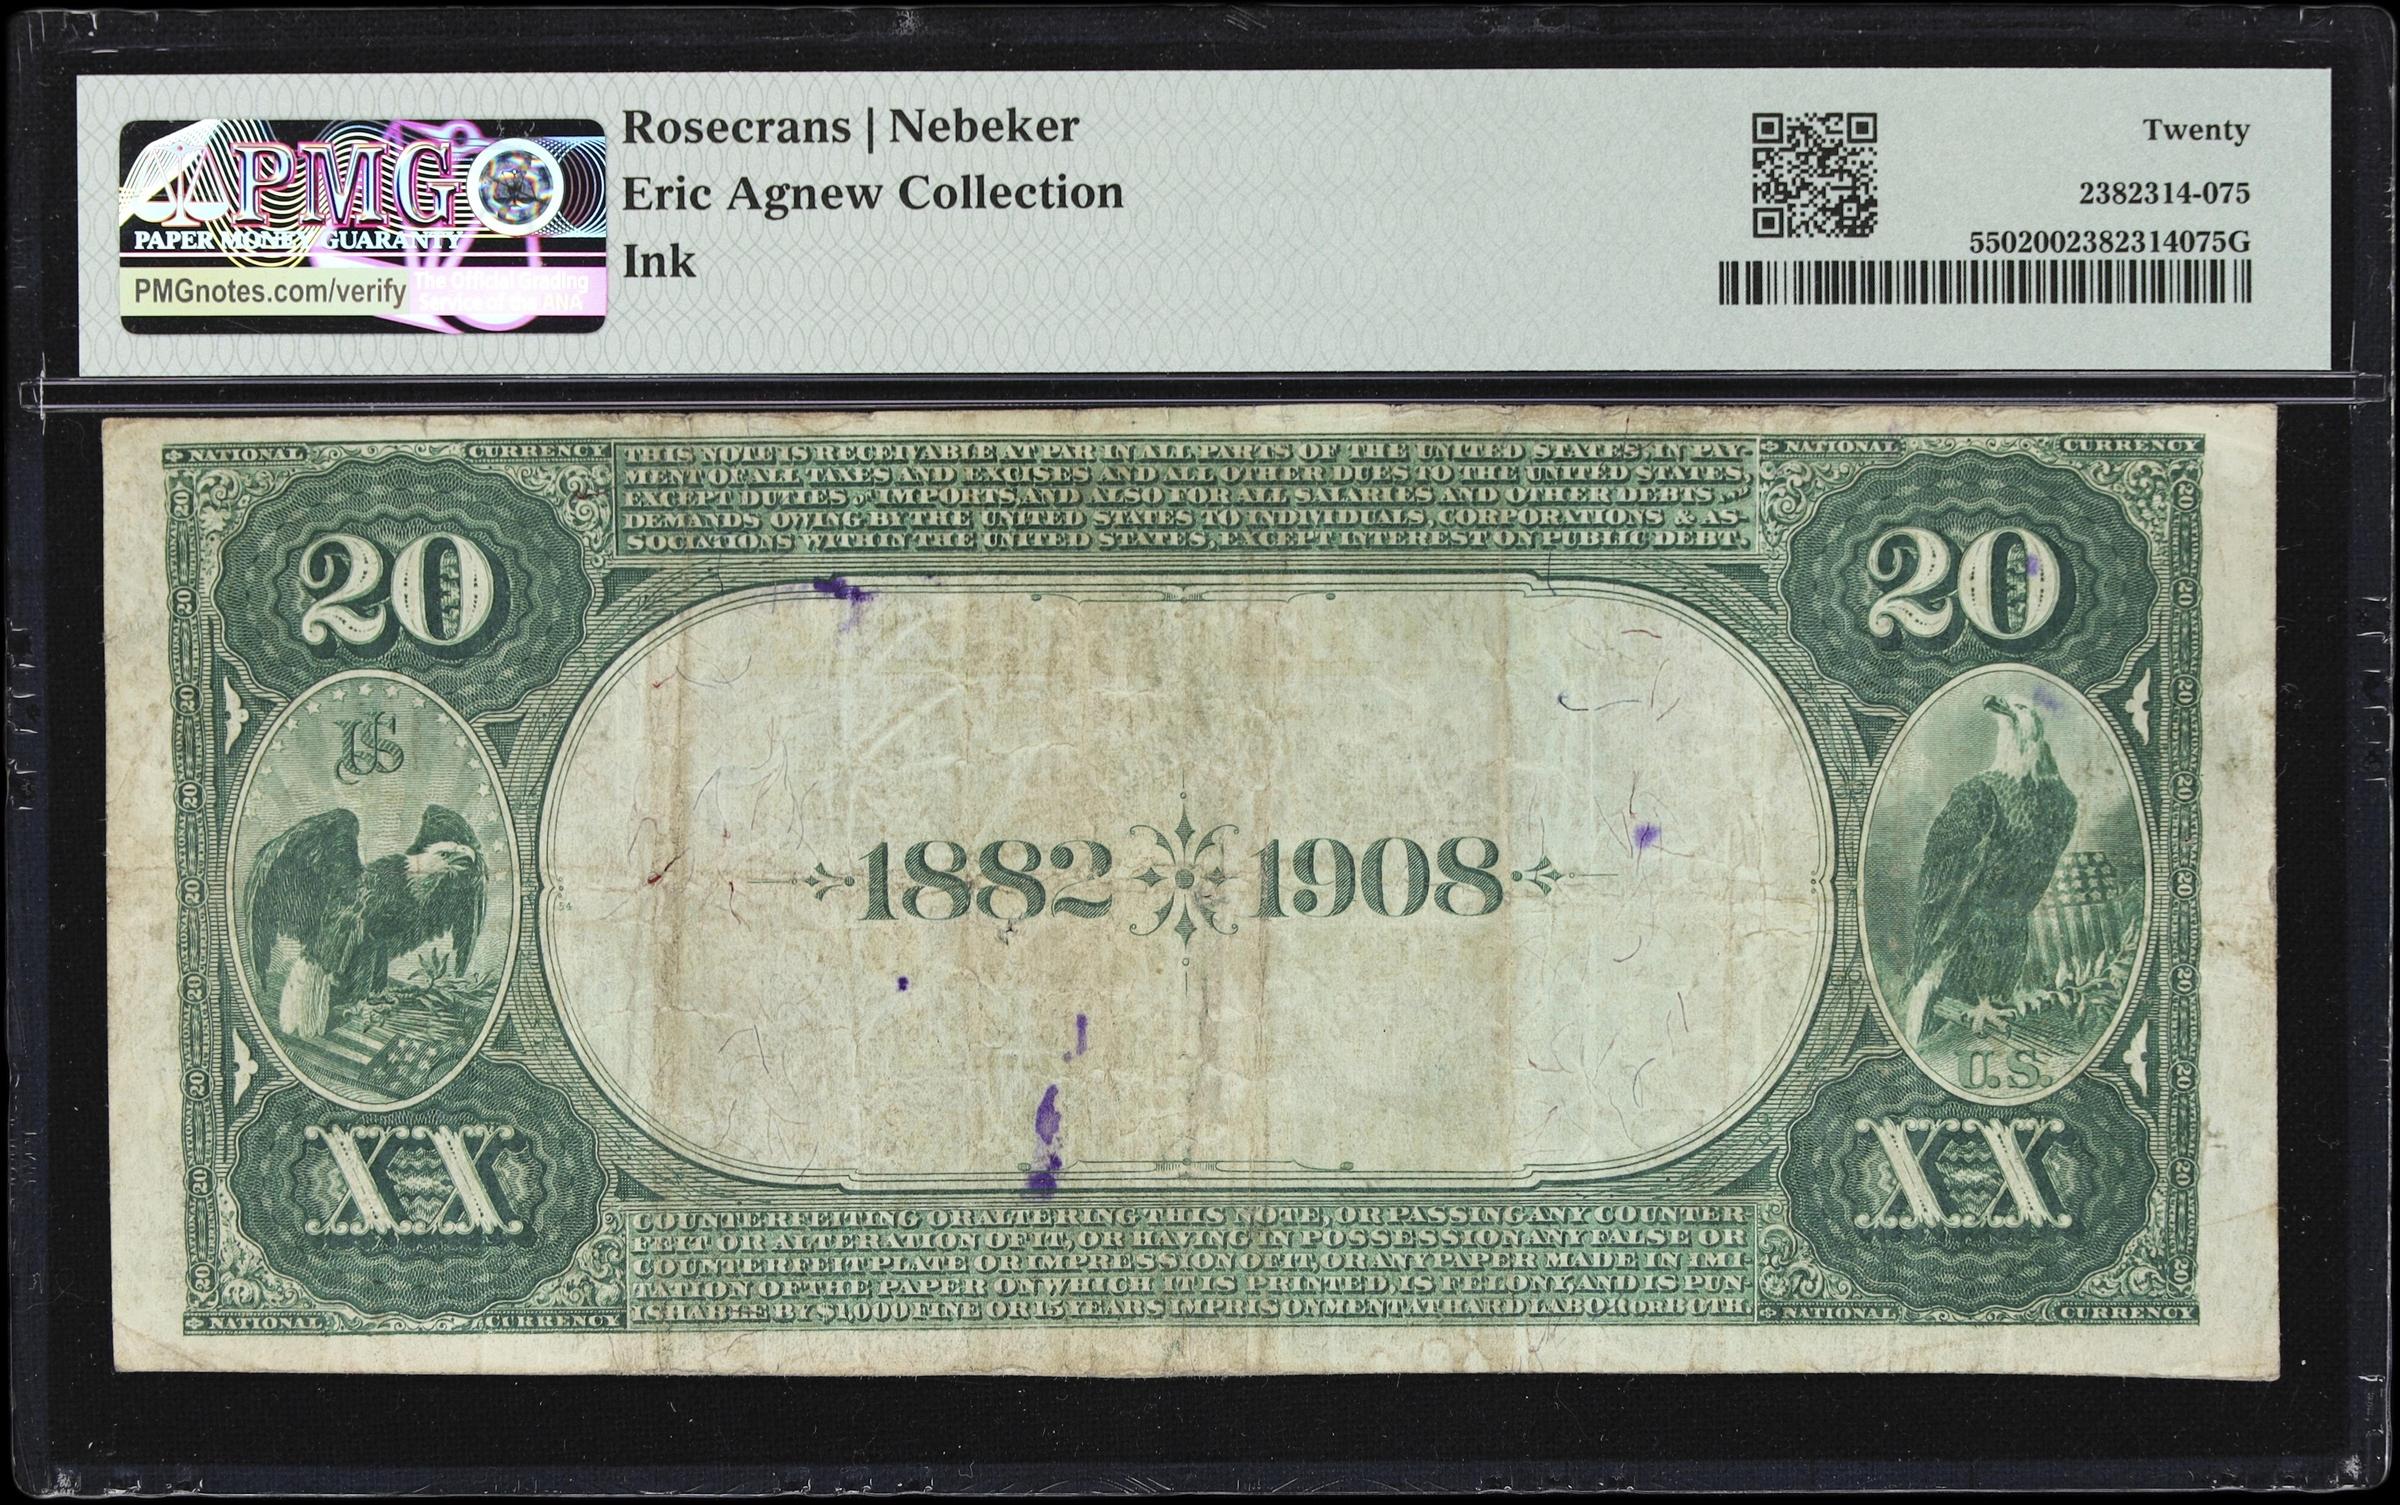 Rosecrans | Nebeker
Eric Agnew Collection
Ink
PMG
PAPER MONEY GUARANTY
PMGnotes.com/verify
The Official Grading
Service of the ANA
Twenty
2382314-075
5502002382314075G
NATIONAL CURRENCY
THIS NOTE IS RECEIVABLE AT PAR IN ALL PARTS OF THE UNITED STATES, IN PAY-
MENT OF ALL TAXES AND EXCISES AND ALL OTHER DUES TO THE UNITED STATES,
EXCEPT DUTIES ON IMPORTS, AND ALSO FOR ALL SALARIES AND OTHER DEBTS AND
DEMANDS OWING BY THE UNITED STATES TO INDIVIDUALS, CORPORATIONS & AS-
SOCIATIONS WITHIN THE UNITED STATES, EXCEPT INTEREST ON PUBLIC DEBT.
NATIONAL CURRENCY
20
20
US
1882 1908
54
U.S.
XX
XX
COUNTERFEITING OR ALTERING THIS NOTE, OR PASSING ANY COUNTER-
FEIT OR ALTERATION OF IT, OR HAVING IN POSSESSION ANY FALSE OR
COUNTERFEIT PLATE OR IMPRESSION OF IT, OR ANY PAPER MADE IN IMI-
TATION OF THE PAPER ON WHICH IT IS PRINTED, IS FELONY, AND IS PUN-
ISHABLE BY $1,000 FINE OR 15 YEARS IMPRISONMENT AT HARD LABOR OR BOTH.
NATIONAL CURRENCY
NATIONAL CURRENCY